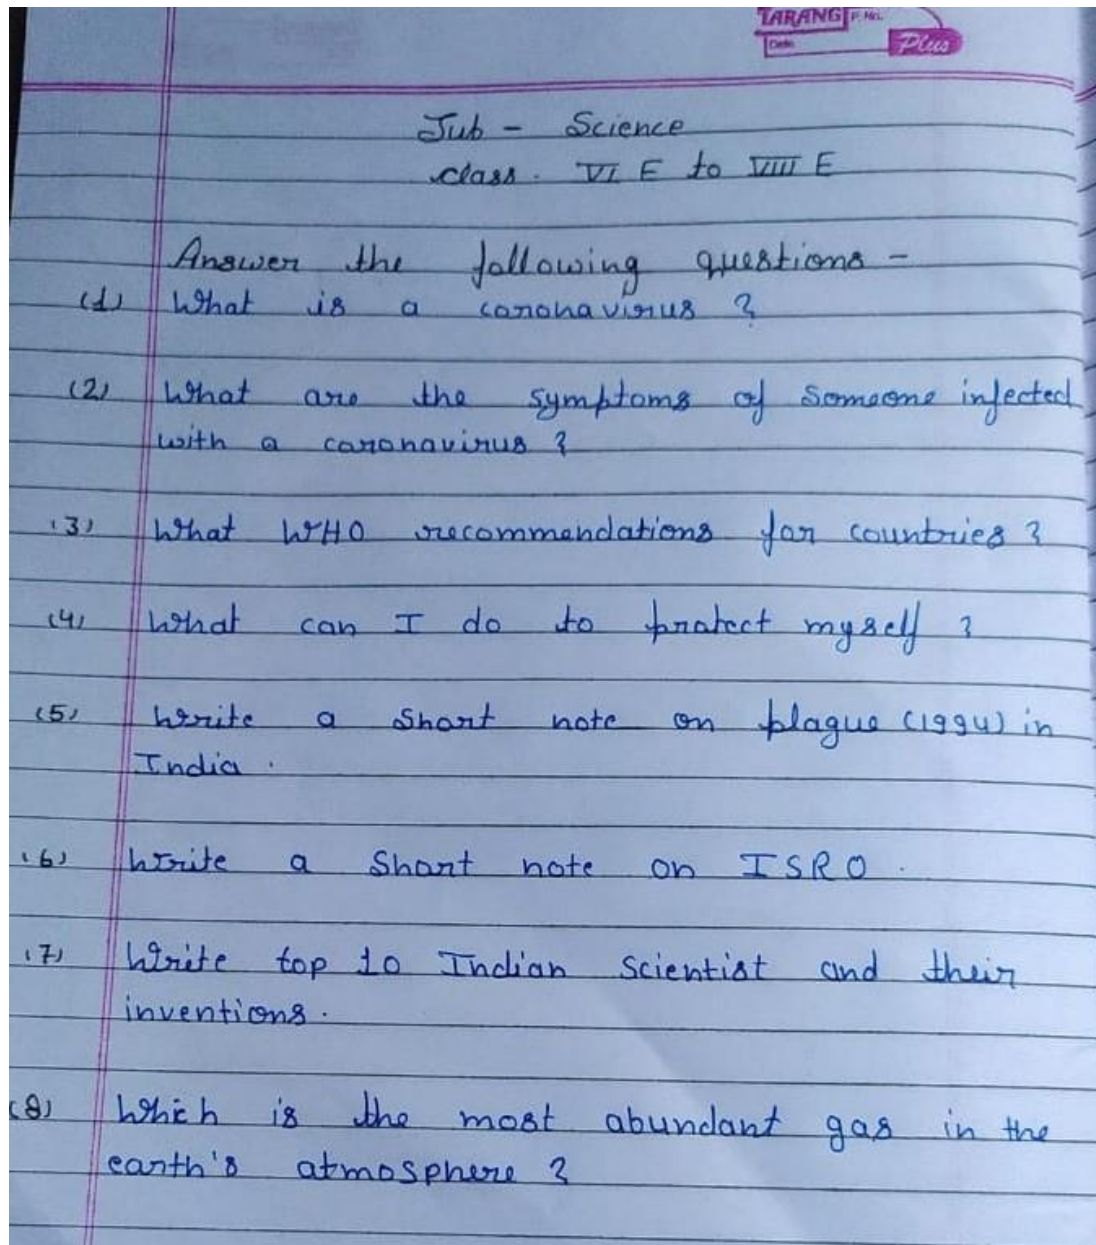 TARANG P. No.
Date Plus
Sub - Science
class. VI E to VIII E
Answer the following questions -
(1) What is a coronavirus ?
(2) What are the symptoms of someone infected
with a coronavirus ?
(3) What WHO recommendations for countries ?
(4) What can I do to protect myself ?
(5) Write a short note on plague (1994) in
India .
(6) Write a short note on ISRO .
(7) Write top 10 Indian Scientist and their
inventions .
(8) Which is the most abundant gas in the
earth's atmosphere ?